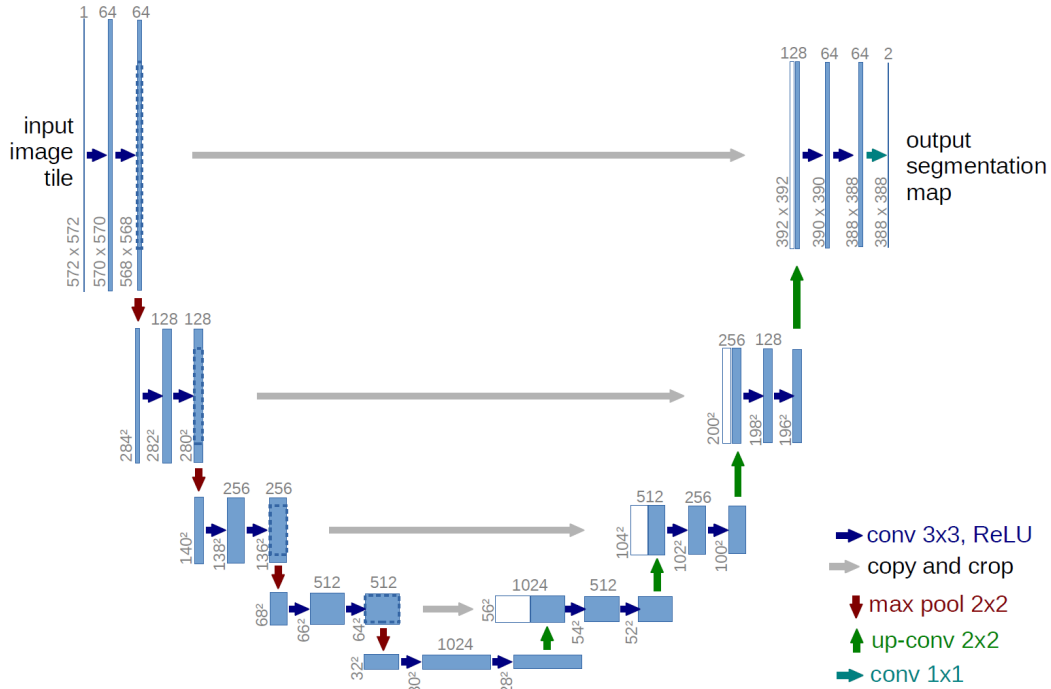 1 64 64
128 64 64 2
input
image
tile
output
segmentation
map
572 x 572
570 x 570
568 x 568
392 x 392
390 x 390
388 x 388
388 x 388
128 128
256 128
284²
282²
280²
200²
198²
196²
256 256
512 256
140²
138²
136²
104²
102²
100²
512 512
1024 512
68²
66²
64²
56²
54²
52²
1024
32²
conv 3x3, ReLU
copy and crop
max pool 2x2
up-conv 2x2
conv 1x1